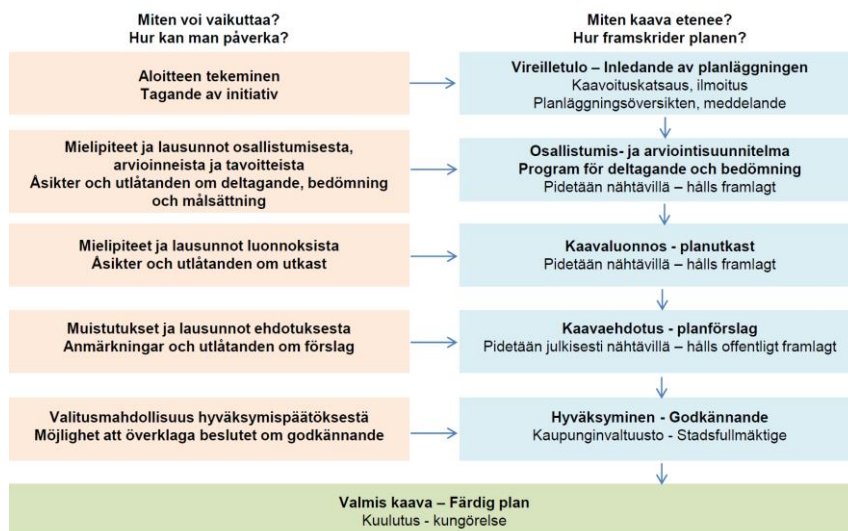 Miten voi vaikuttaa?
Hur kan man påverka?
Miten kaava etenee?
Hur framskrider planen?
Aloitteen tekeminen
Tagande av initiativ
Vireilletulo – Inledande av planläggningen
Kaavoituskatsaus, ilmoitus
Planläggningsöversikten, meddelande
Mielipiteet ja lausunnot osallistumisesta,
arvioinneista ja tavoitteista
Åsikter och utlåtanden om deltagande, bedömning
och målsättning
Osallistumis- ja arviointisuunnitelma
Program för deltagande och bedömning
Pidetään nähtävillä – hålls framlagt
Mielipiteet ja lausunnot luonnoksista
Åsikter och utlåtanden om utkast
Kaavaluonnos - planutkast
Pidetään nähtävillä – hålls framlagt
Muistutukset ja lausunnot ehdotuksesta
Anmärkningar och utlåtanden om förslag
Kaavaehdotus - planförslag
Pidetään julkisesti nähtävillä – hålls offentligt framlagt
Valitusmahdollisuus hyväksymispäätöksestä
Möjlighet att överklaga beslutet om godkännande
Hyväksyminen - Godkännande
Kaupunginvaltuusto - Stadsfullmäktige
Valmis kaava – Färdig plan
Kuulutus - kungörelse